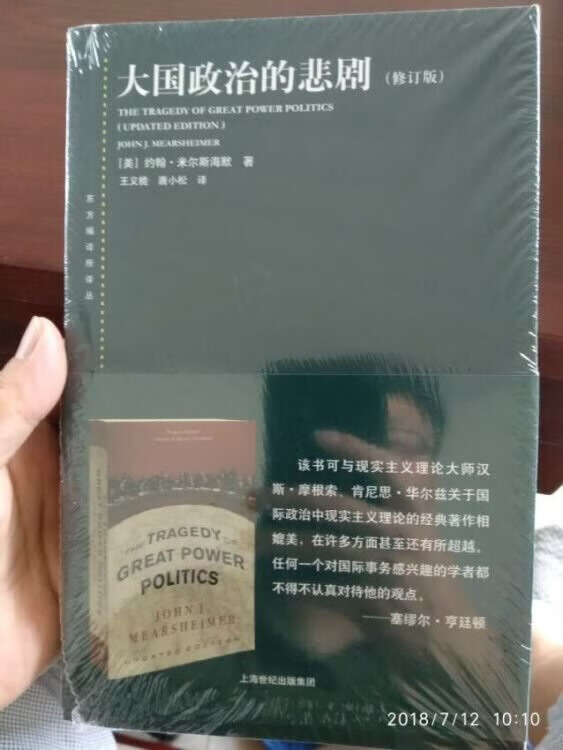 大国政治的悲剧(修订版)
THE TRAGEDY OF GREAT POWER POLITICS
(UPDATED EDITION)
JOHN J. MEARSHEIMER
[美]约翰·米尔斯海默 著
王义桅 唐小松 译
东方编译所译丛
THE TRAGEDY OF
GREAT POWER
POLITICS
JOHN J.
MEARSHEIMER
UPDATED EDITION
该书可与现实主义理论大师汉
斯·摩根索、肯尼思·华尔兹关于国
际政治中现实主义理论的经典著作相
媲美，在许多方面甚至还有所超越。
任何一个对国际事务感兴趣的学者都
不得不认真对待他的观点。
——塞缪尔·亨廷顿
上海世纪出版集团
2018/7/12 10:10